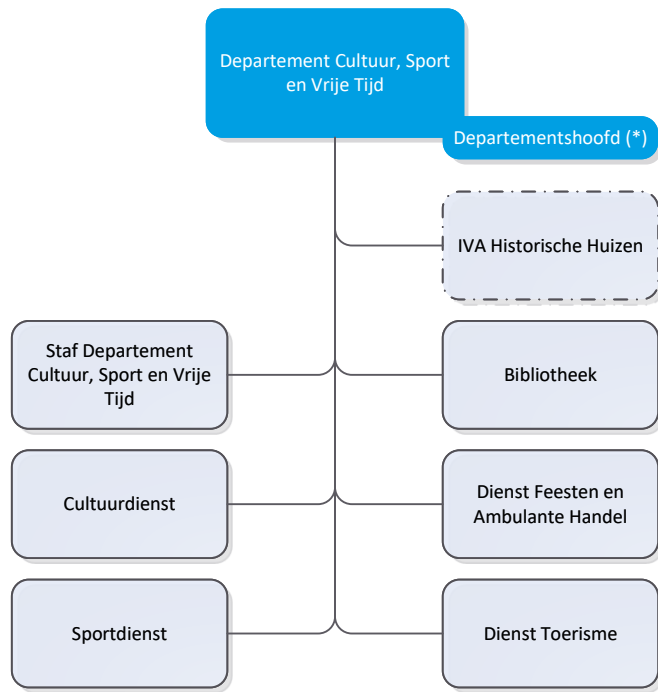 Departement Cultuur, Sport
en Vrije Tijd
Departementshoofd (*)
IVA Historische Huizen
Staf Departement
Cultuur, Sport en Vrije
Tijd
Bibliotheek
Cultuurdienst
Dienst Feesten en
Ambulante Handel
Sportdienst
Dienst Toerisme